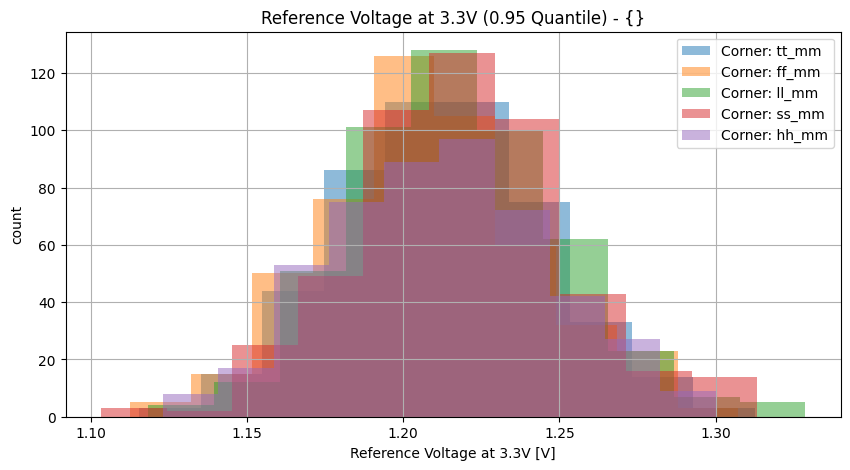 Reference Voltage at 3.3V (0.95 Quantile) - {}
Corner: tt_mm
Corner: ff_mm
Corner: ll_mm
Corner: ss_mm
Corner: hh_mm
count
120
100
80
60
40
20
0
1.10
1.15
1.20
1.25
1.30
Reference Voltage at 3.3V [V]